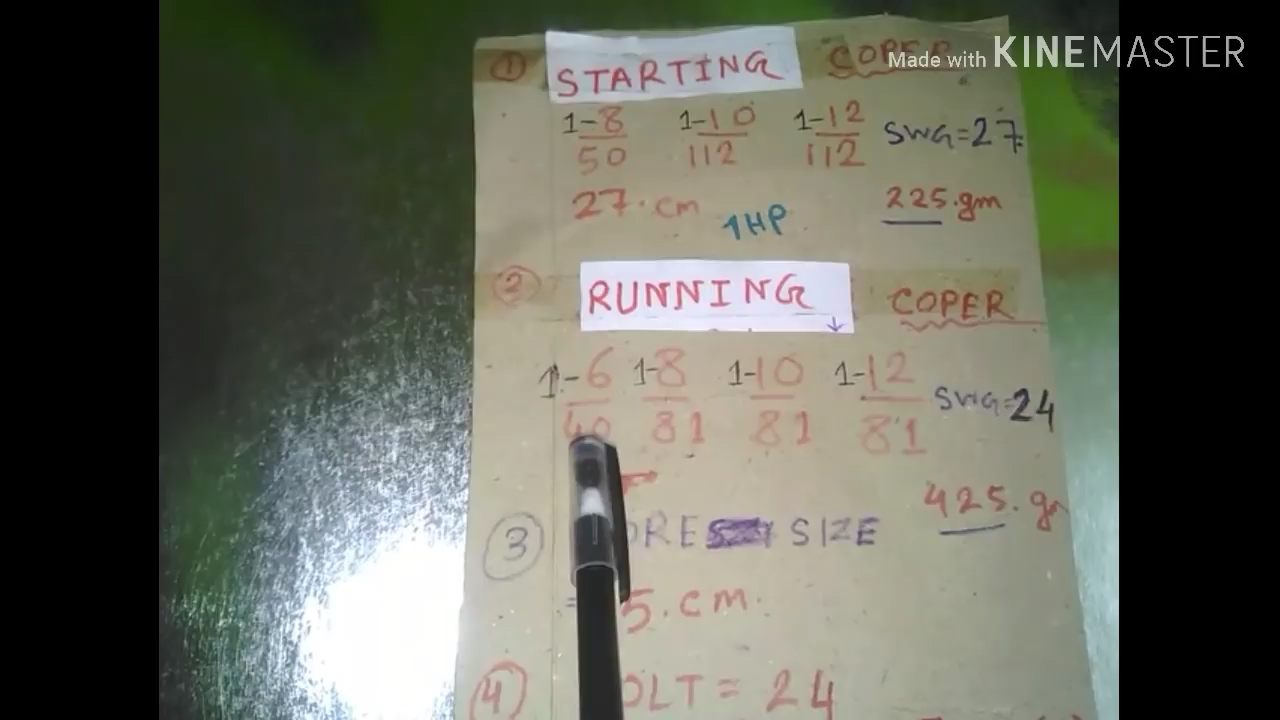 ① STARTING COPER
Made with KINEMASTER
1-8 1-10 1-12 SWG=27
50 112 112
27.cm 225.gm
1HP
② RUNNING COPER
1-6 1-8 1-10 1-12 SWG=24
40 81 81 81
425.
③ SIZE
5.cm.
④ = 24